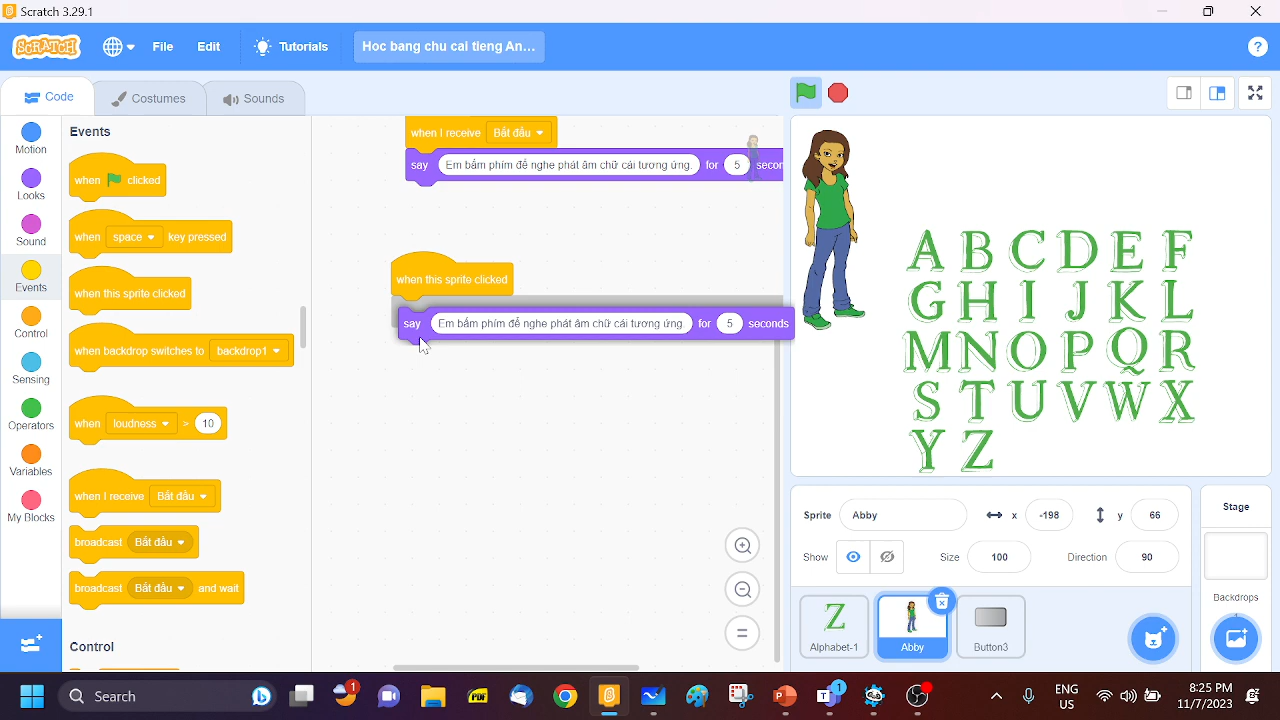 Scratch 3.29.1
SCRATCH File Edit Tutorials Hoc bang chu cai tieng An... ?
Code Costumes Sounds
Motion
Looks
Sound
Events
Control
Sensing
Operators
Variables
My Blocks
Events
when clicked
when space key pressed
when this sprite clicked
when backdrop switches to backdrop1
when loudness > 10
when I receive Bắt đầu
broadcast Bắt đầu
broadcast Bắt đầu and wait
Control
when I receive Bắt đầu
say Em bấm phím để nghe phát âm chữ cái tương ứng. for 5 secon
when this sprite clicked
say Em bấm phím để nghe phát âm chữ cái tương ứng. for 5 seconds
A B C D E F
G H I J K L
M N O P Q R
S T U V W X
Y Z
Sprite Abby x -198 y 66
Show Size 100 Direction 90
Z
Alphabet-1 Abby Button3
Stage
Backdrops
Search
1
PDF
1
ENG
US
8:25 PM
11/7/2023